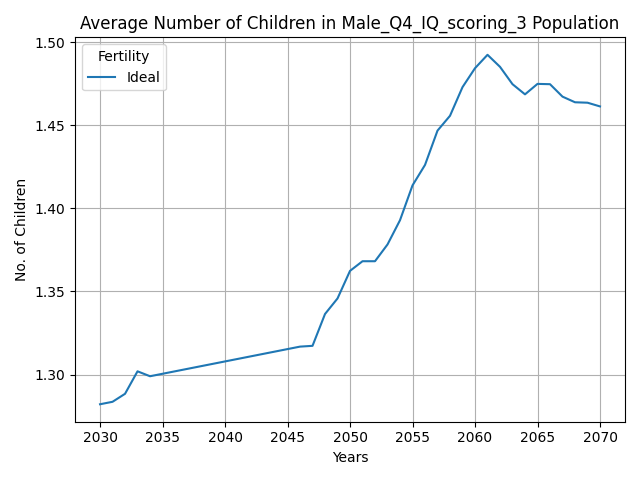 Average Number of Children in Male_Q4_IQ_scoring_3 Population
1.50
1.45
1.40
1.35
1.30
No. of Children
Fertility
Ideal
2030 2035 2040 2045 2050 2055 2060 2065 2070
Years